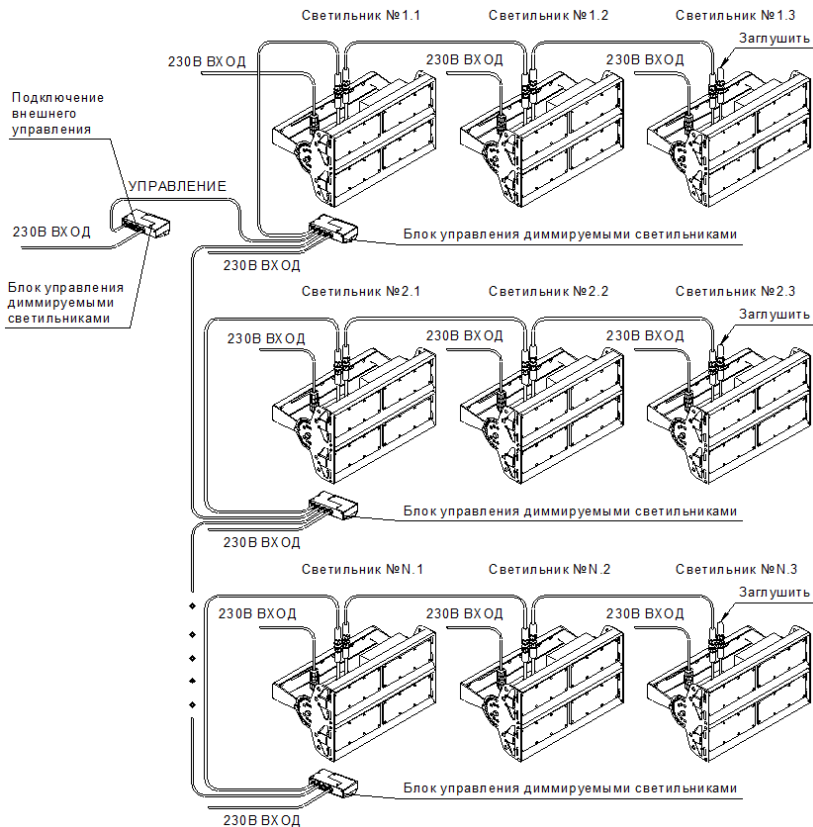 Светильник №1.1
Светильник №1.2
Светильник №1.3
Заглушить
230В ВХОД
230В ВХОД
230В ВХОД
Подключение
внешнего
управления
УПРАВЛЕНИЕ
230В ВХОД
Блок управления диммируемыми светильниками
230В ВХОД
Блок управления
диммируемыми
светильниками
Светильник №2.1
Светильник №2.2
Светильник №2.3
Заглушить
230В ВХОД
230В ВХОД
230В ВХОД
Блок управления диммируемыми светильниками
230В ВХОД
Светильник №N.1
Светильник №N.2
Светильник №N.3
Заглушить
230В ВХОД
230В ВХОД
230В ВХОД
Блок управления диммируемыми светильниками
230В ВХОД